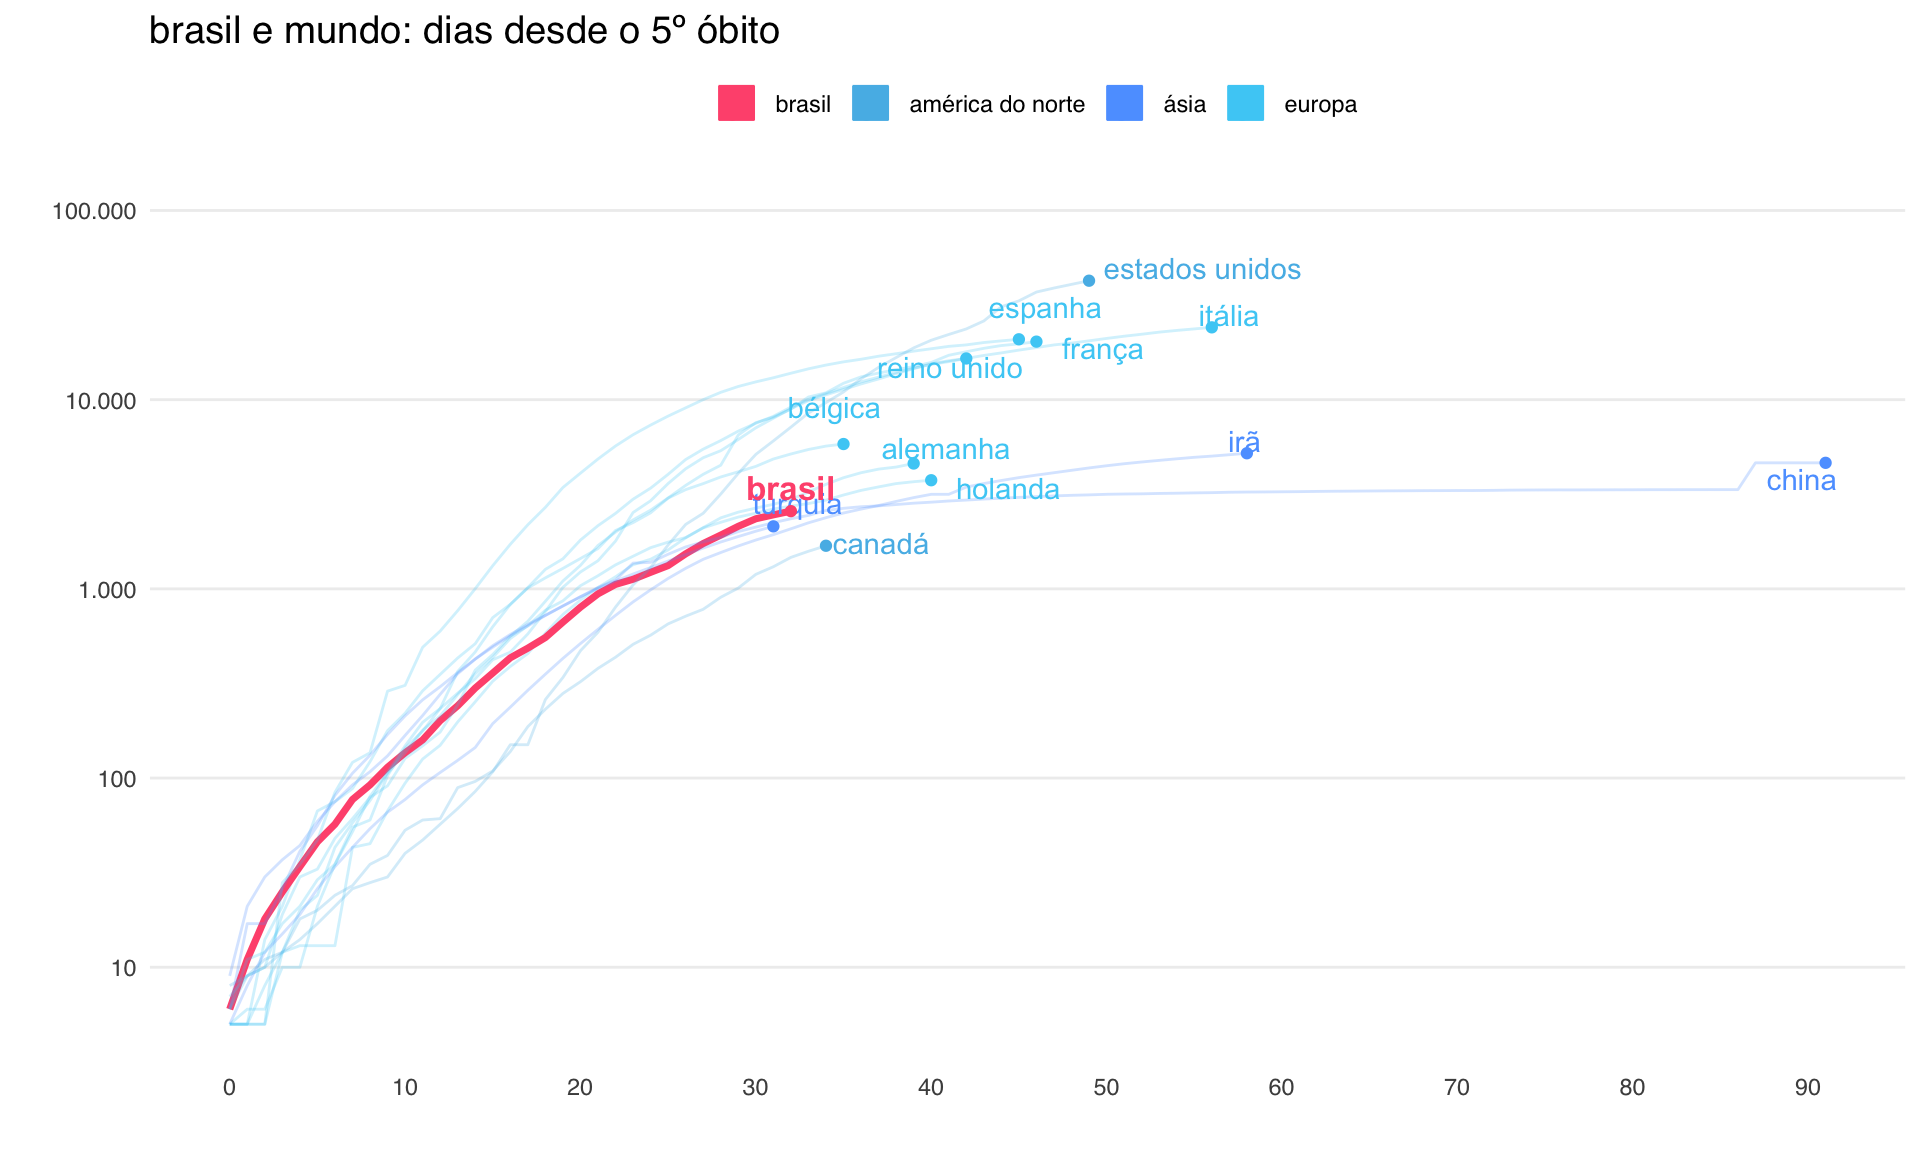 brasil e mundo: dias desde o 5º óbito
brasil américa do norte ásia europa
100.000
estados unidos
espanha
itália
frança
reino unido
10.000
bélgica
irã
alemanha
china
brasil
holanda
turquia
canadá
1.000
100
10
0 10 20 30 40 50 60 70 80 90